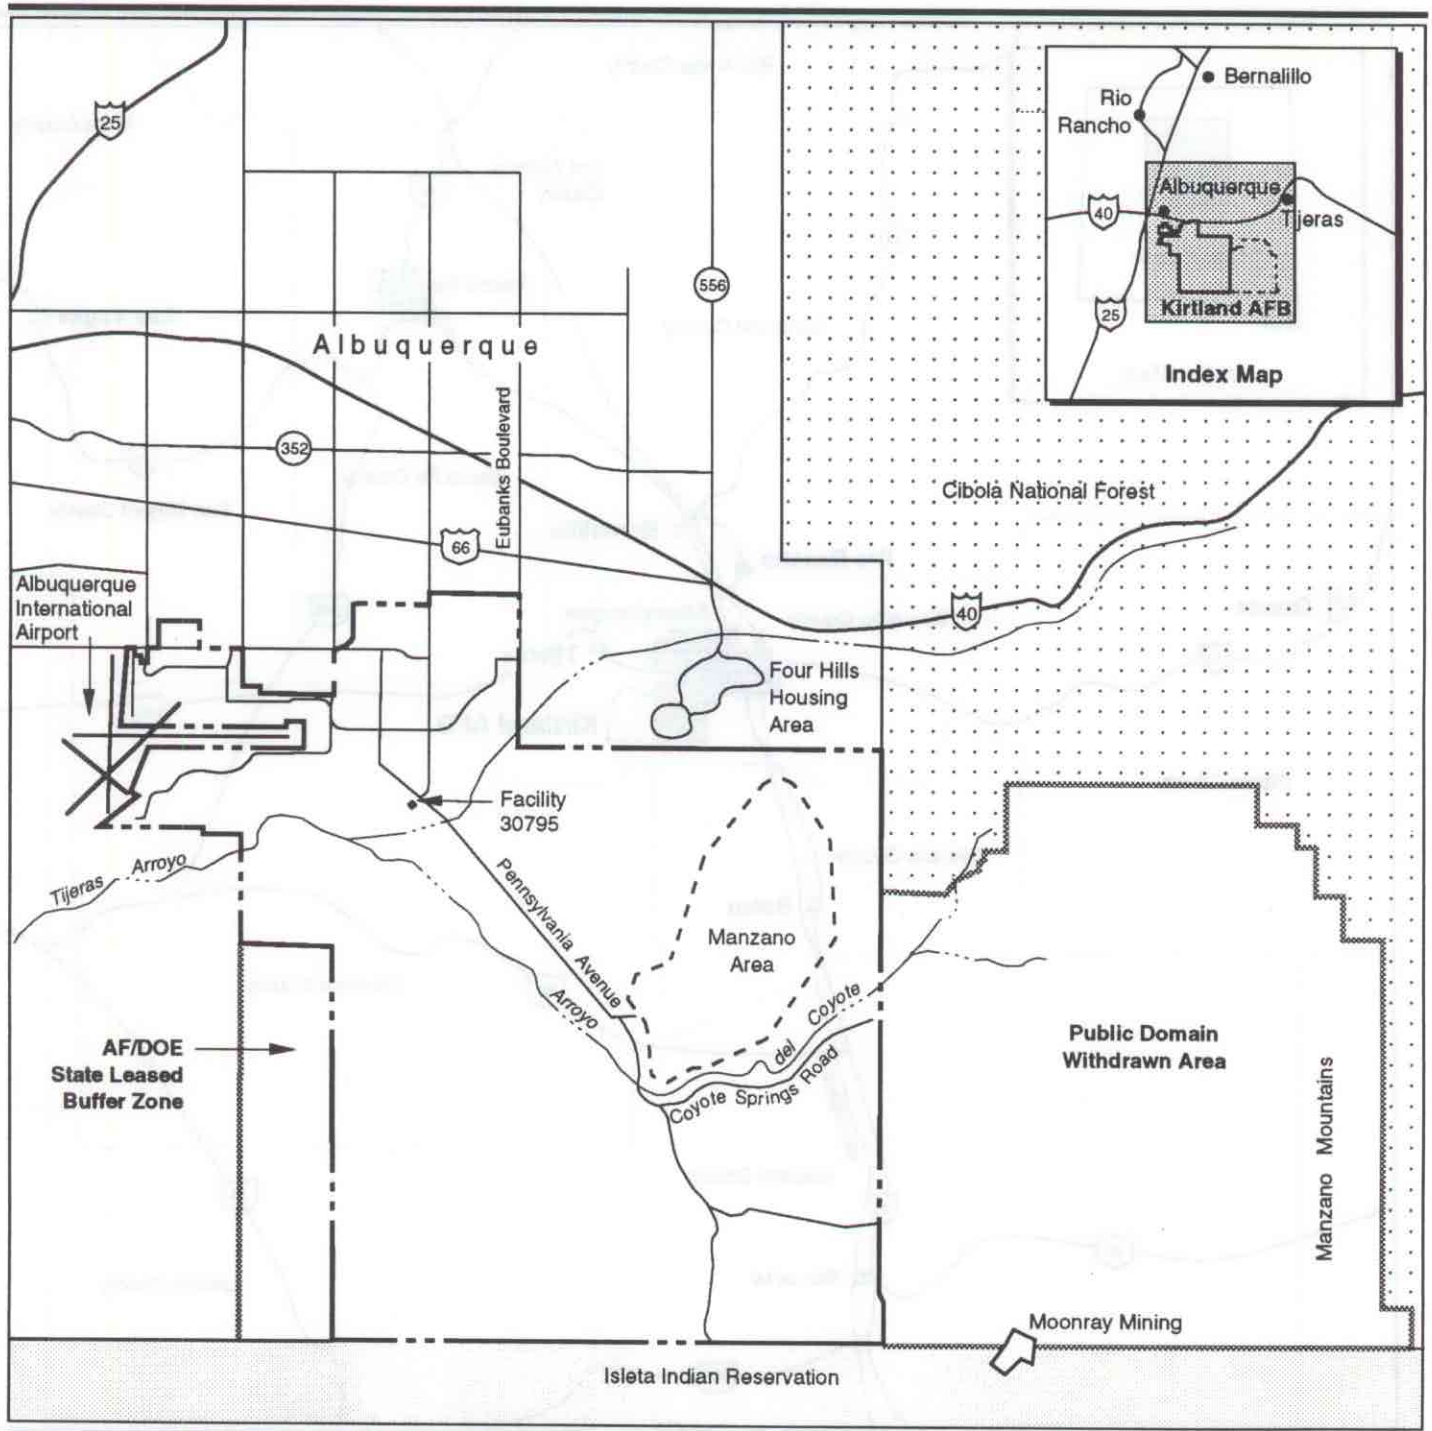 25
Bernalillo
Rio
Rancho
Albuquerque
40
Tijeras
25
Kirtland AFB
Index Map
556
Albuquerque
Eubanks Boulevard
352
Cibola National Forest
66
Albuquerque
International
Airport
40
Four Hills
Housing
Area
Facility
30795
Tijeras Arroyo
Pennsylvania Avenue
Manzano
Area
Arroyo del Coyote
Coyote Springs Road
AF/DOE
State Leased
Buffer Zone
Public Domain
Withdrawn Area
Manzano Mountains
Moonray Mining
Isleta Indian Reservation